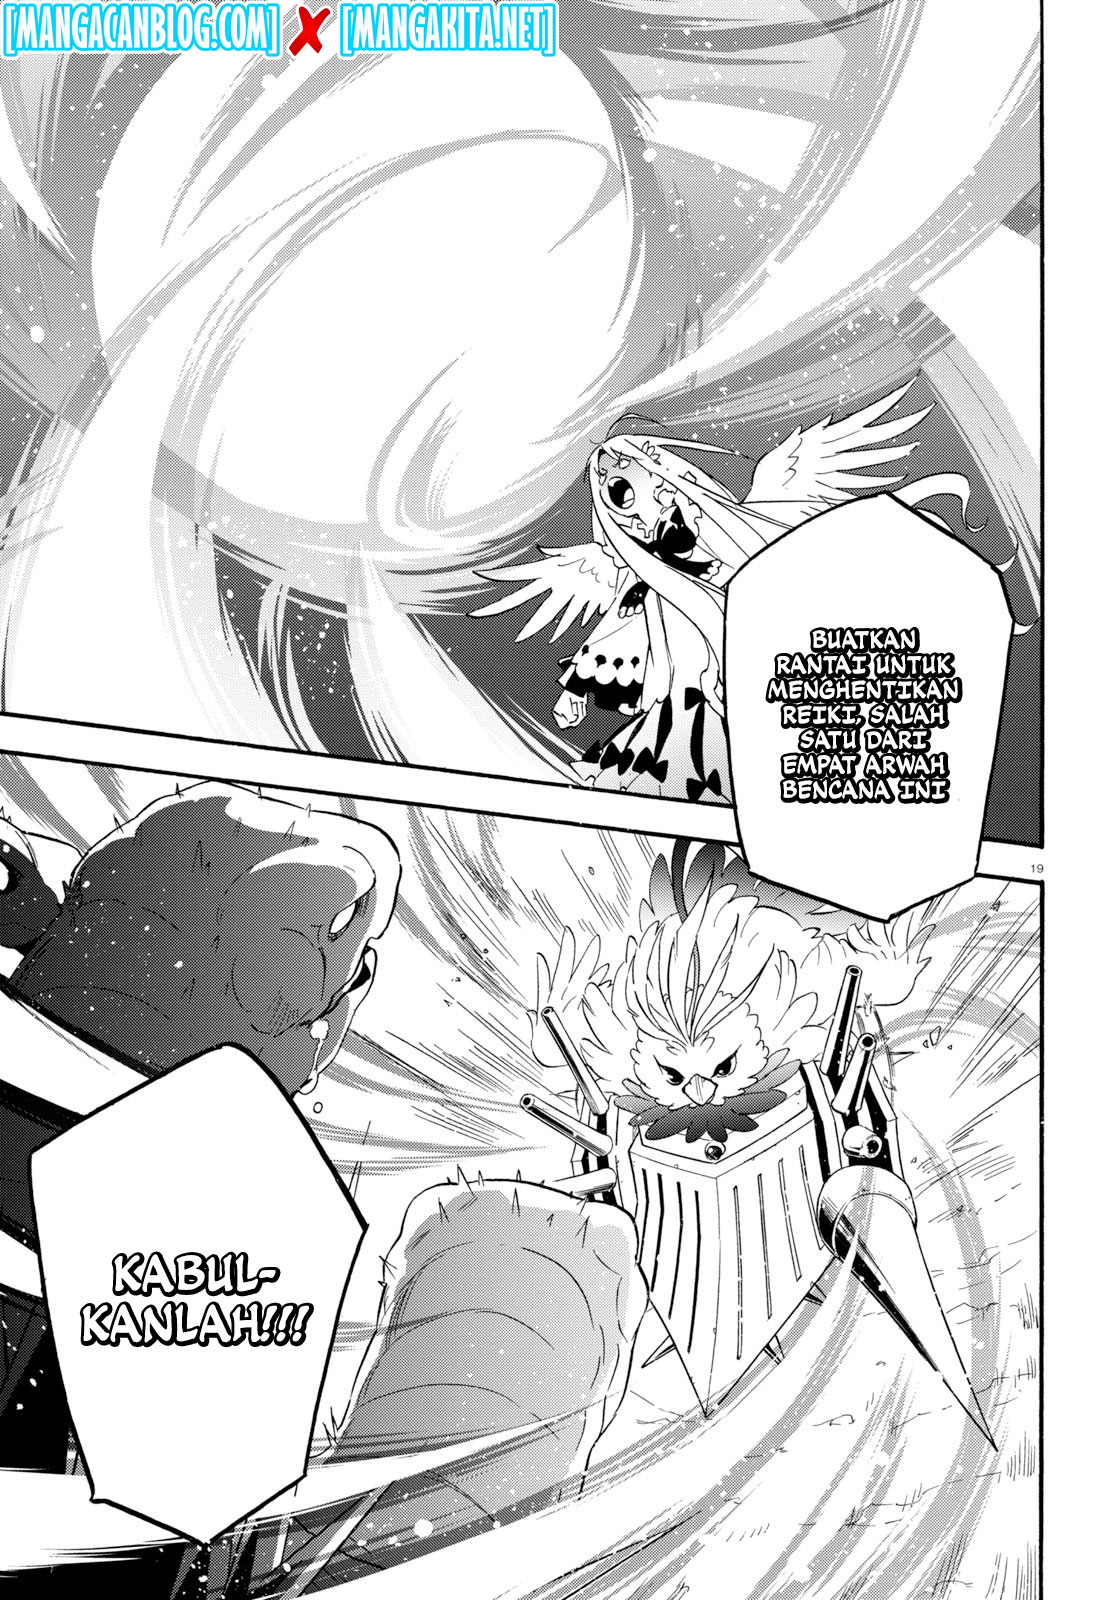 [MANGACANBLOG.COM] X [MANGAKITA.NET]
BUATKAN
RANTAI UNTUK
MENGHENTIKAN
REIKI, SALAH
SATU DARI
EMPAT ARWAH
BENCANA INI
19
KABUL-
KANLAH!!!!